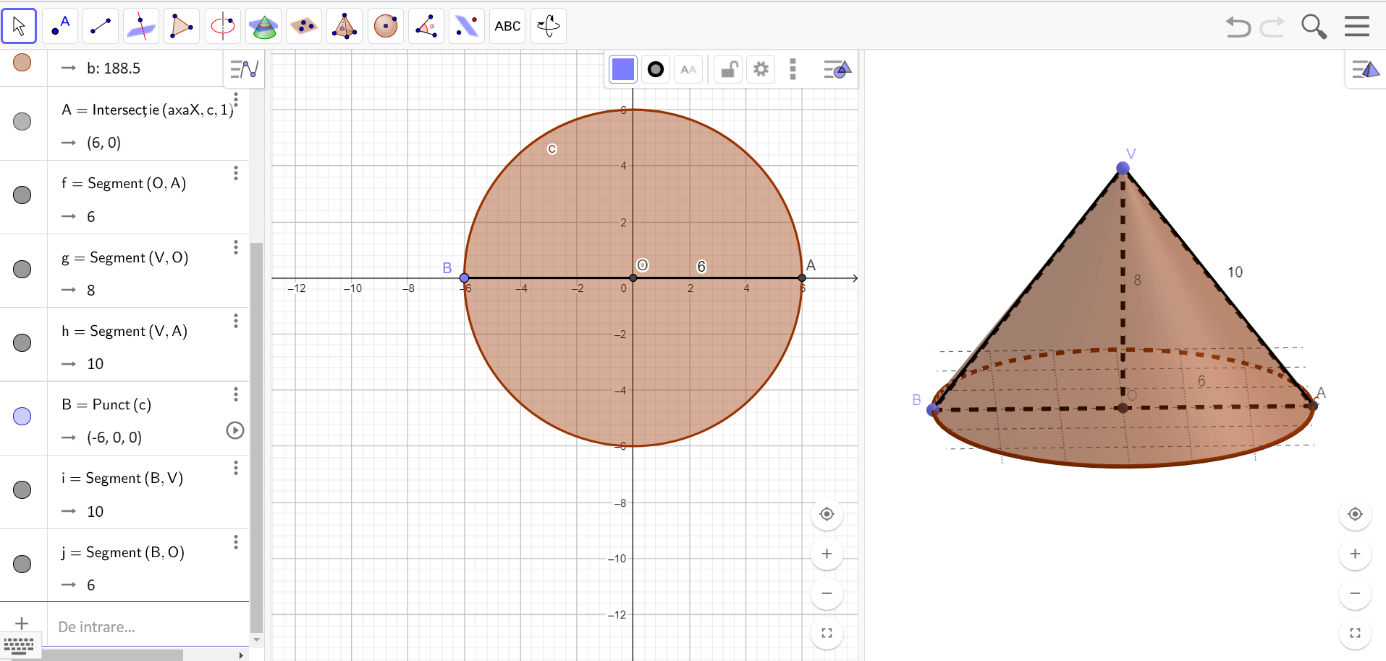 ABC
→ b: 188.5
A = Intersecție (axaX, c, 1)
→ (6, 0)
f = Segment (O, A)
→ 6
g = Segment (V, O)
→ 8
h = Segment (V, A)
→ 10
B = Punct (c)
→ (-6, 0, 0)
i = Segment (B, V)
→ 10
j = Segment (B, O)
→ 6
De intrare...
AA
6
c
4
2
B
O
6
A
−12 −10 −8 −6 −4 −2 0 2 4 6
−2
−4
−6
−8
−10
−12
V
8
10
6
B
O
A